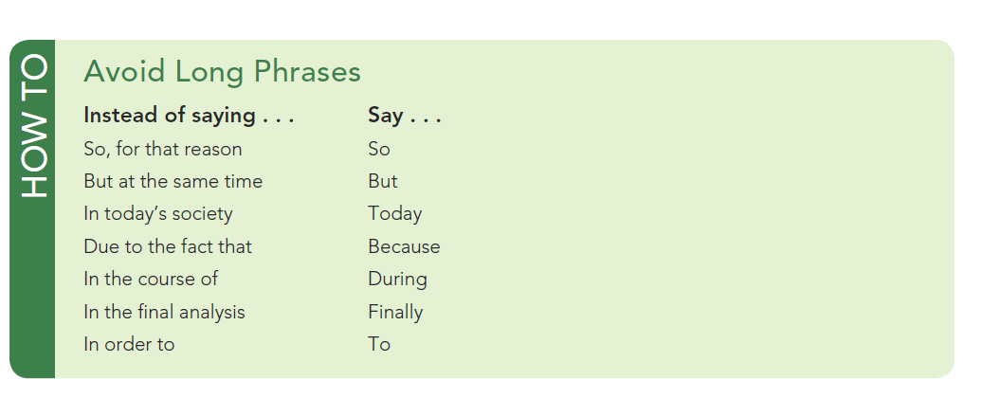 HOW TO
Avoid Long Phrases
Instead of saying . . . Say . . .
So, for that reason So
But at the same time But
In today’s society Today
Due to the fact that Because
In the course of During
In the final analysis Finally
In order to To